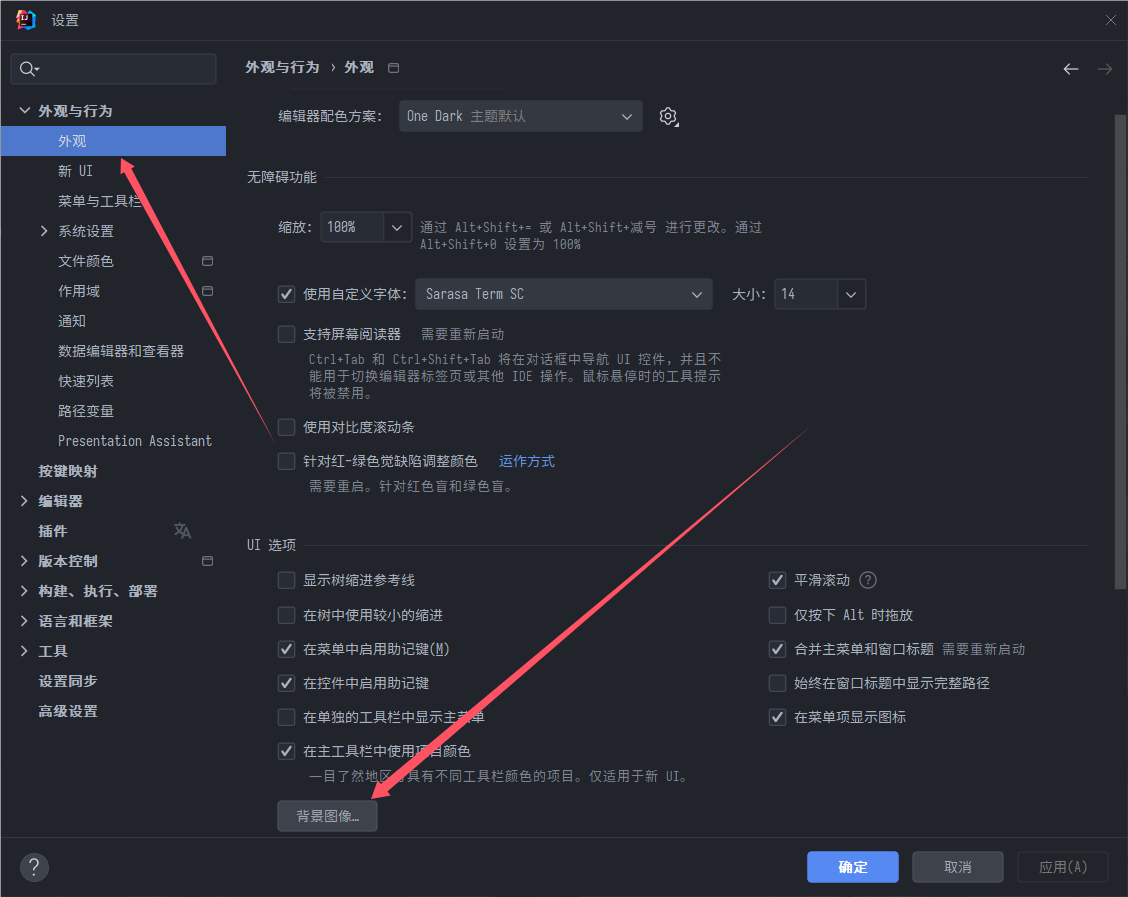 设置
外观与行为 › 外观
外观与行为
外观
新 UI
菜单与工具栏
系统设置
文件颜色
作用域
通知
数据编辑器和查看器
快速列表
路径变量
Presentation Assistant
按键映射
编辑器
插件
版本控制
构建、执行、部署
语言和框架
工具
设置同步
高级设置
编辑器配色方案： One Dark 主题默认
无障碍功能
缩放： 100% 通过 Alt+Shift+= 或 Alt+Shift+减号 进行更改。通过
Alt+Shift+0 设置为 100%
使用自定义字体： Sarasa Term SC 大小： 14
支持屏幕阅读器 需要重新启动
Ctrl+Tab 和 Ctrl+Shift+Tab 将在对话框中导航 UI 控件，并且不
能用于切换编辑器标签页或其他 IDE 操作。鼠标悬停时的工具提示
将被禁用。
使用对比度滚动条
针对红-绿色觉缺陷调整颜色 运作方式
需要重启。针对红色盲和绿色盲。
UI 选项
显示树缩进参考线 平滑滚动 ?
在树中使用较小的缩进 仅按下 Alt 时拖放
在菜单中启用助记键(M) 合并主菜单和窗口标题 需要重新启动
在控件中启用助记键 始终在窗口标题中显示完整路径
在单独的工具栏中显示主菜单 在菜单项显示图标
在主工具栏中使用项目颜色
一目了然地区分具有不同工具栏颜色的项目。仅适用于新 UI。
背景图像…
? 确定 取消 应用(A)